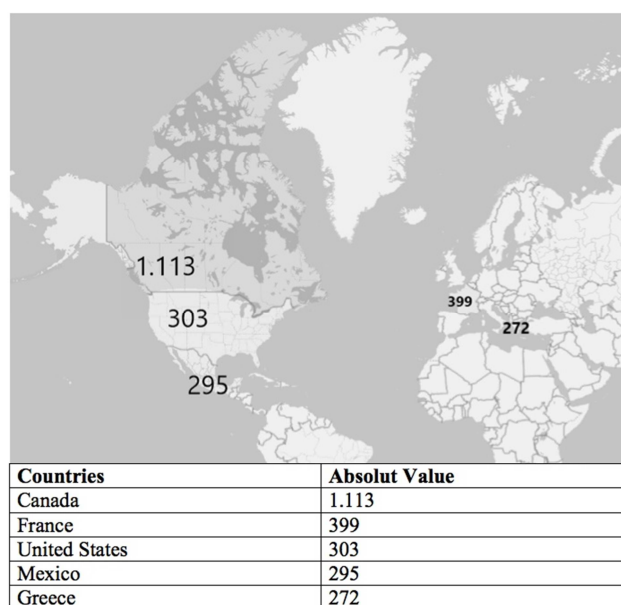 1.113
399
303
272
295
Countries Absolut Value
Canada 1.113
France 399
United States 303
Mexico 295
Greece 272